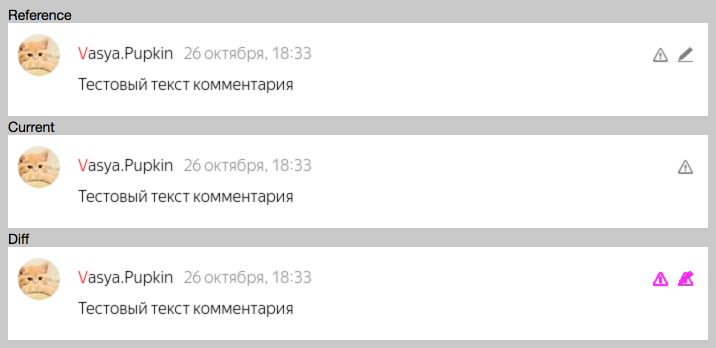 Reference
Vasya.Pupkin 26 октября, 18:33
Тестовый текст комментария
Current
Vasya.Pupkin 26 октября, 18:33
Тестовый текст комментария
Diff
Vasya.Pupkin 26 октября, 18:33
Тестовый текст комментария